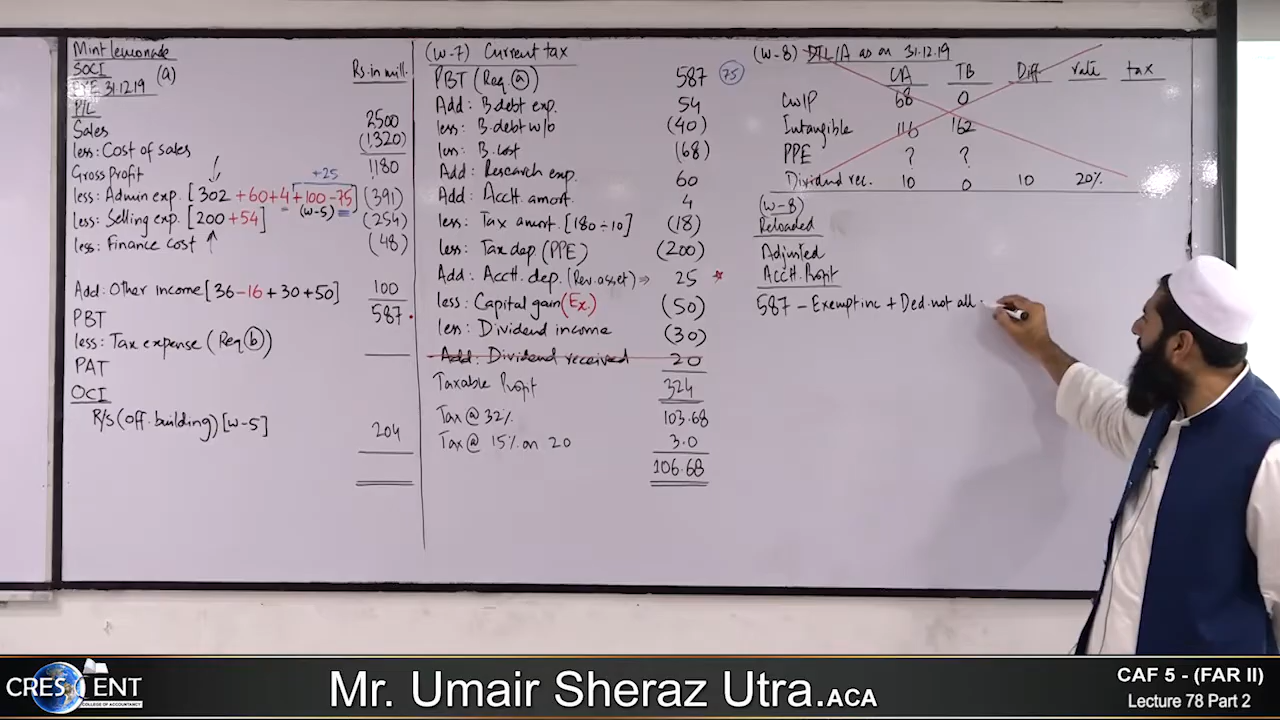 Mint lemonade
SOCI (a)
FYE 31.12.19 Rs. in mill.
P/L
Sales 2500
less: Cost of sales (1320)
Gross Profit 1180
+25
less: Admin exp. [302 +60+4+100-75] (391)
(W-5)
less: Selling exp. [200+54] (254)
less: Finance cost (48)
Add: Other income [36-16+30+50] 100
PBT 587
less: Tax expense (Req (b))
PAT
OCI
R/S (off. building) [W-5] 204
(W-7) Current tax
PBT (Req (a)) 587 75
Add: B.debt exp. 54
less: B.debt w/o (40)
less: B.cost (68)
Add: Research exp. 60
Add: Acctt amort. 4
less: Tax amort. [180÷10] (18)
less: Tax dep. (PPE) (200)
Add: Acctt. dep. (Rev. asset) ⇒ 25 *
less: Capital gain (Ex) (50)
less: Dividend income (30)
Add: Dividend received 20
Taxable Profit 324
Tax @ 32% 103.68
Tax @ 15% on 20 3.0
106.68
(W-8) DTL/A as on 31.12.19
CA TB Diff rate tax
CWIP 68 0
Intangible 116 162
PPE ? ?
Dividend rec. 10 0 10 20%
(W-8)
Reloaded
Adjusted
Acctt. Profit
587 - Exempt inc + Ded. not all.
CRESCENT
COLLEGE OF ACCOUNTANCY
Mr. Umair Sheraz Utra.ACA
CAF 5 - (FAR II)
Lecture 78 Part 2